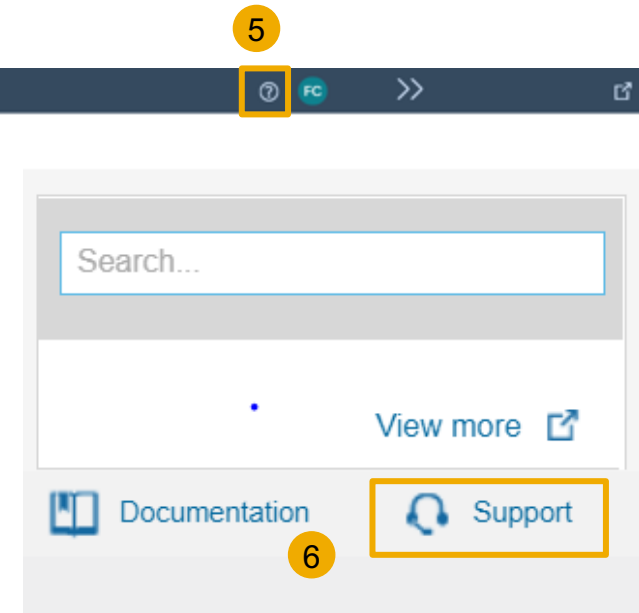 5
? FC
Search...
View more
Documentation
Support
6